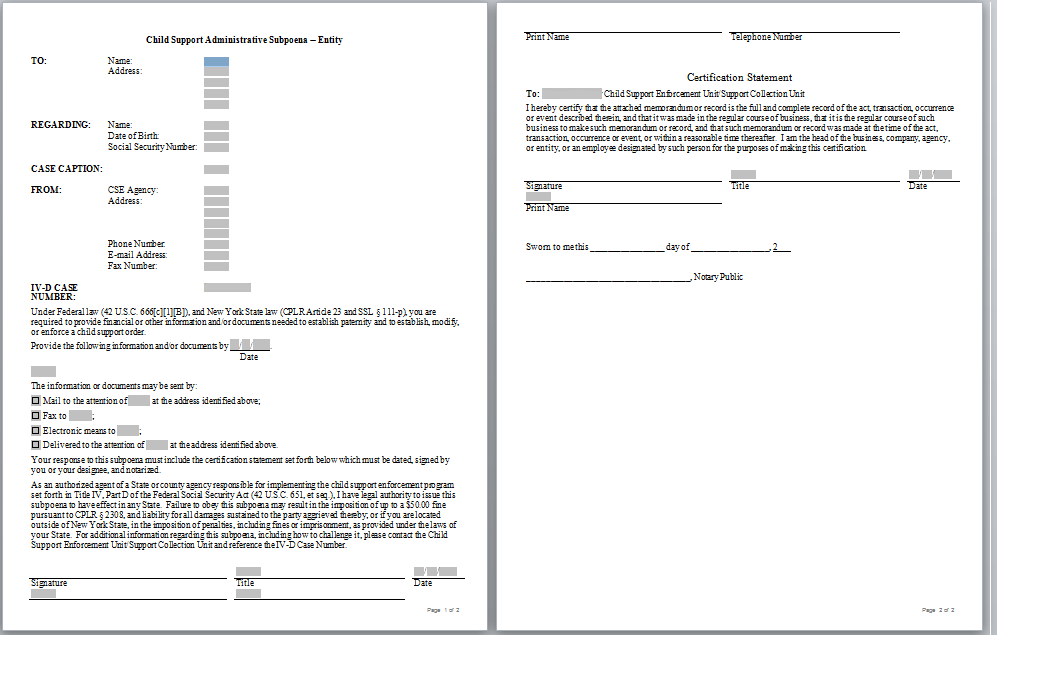 Child Support Administrative Subpoena – Entity
TO: Name:
Address:
REGARDING: Name:
Date of Birth:
Social Security Number:
CASE CAPTION:
FROM: CSE Agency:
Address:
Phone Number:
E-mail Address:
Fax Number:
IV-D CASE
NUMBER:
Under Federal law (42 U.S.C. 666[c][1][B]), and New York State law (CPLR Article 23 and SSL § 111-p), you are
required to provide financial or other information and/or documents needed to establish paternity and to establish, modify,
or enforce a child support order.
Provide the following information and/or documents by / / .
Date
The information or documents may be sent by:
Mail to the attention of at the address identified above;
Fax to ;
Electronic means to ;
Delivered to the attention of at the address identified above.
Your response to this subpoena must include the certification statement set forth below which must be dated, signed by
you or your designee, and notarized.
As an authorized agent of a State or county agency responsible for implementing the child support enforcement program
set forth in Title IV, Part D of the Federal Social Security Act (42 U.S.C. 651, et seq.), I have legal authority to issue this
subpoena to have effect in any State. Failure to obey this subpoena may result in the imposition of up to a $50.00 fine
pursuant to CPLR § 2308, and liability for all damages sustained to the party aggrieved thereby; or if you are located
outside of New York State, in the imposition of penalties, including fines or imprisonment, as provided under the laws of
your State. For additional information regarding this subpoena, including how to challenge it, please contact the Child
Support Enforcement Unit/Support Collection Unit and reference the IV-D Case Number.
/ /
Signature Title Date
Page 1 of 2
Print Name Telephone Number
Certification Statement
To: Child Support Enforcement Unit/Support Collection Unit
I hereby certify that the attached memorandum or record is the full and complete record of the act, transaction, occurrence
or event described therein, and that it was made in the regular course of business, that it is the regular course of such
business to make such memorandum or record, and that such memorandum or record was made at the time of the act,
transaction, occurrence or event, or within a reasonable time thereafter. I am the head of the business, company, agency,
or entity, or an employee designated by such person for the purposes of making this certification.
/ /
Signature Title Date
Print Name
Sworn to me this ________________ day of _________________, 2___
___________________________________, Notary Public
Page 2 of 2